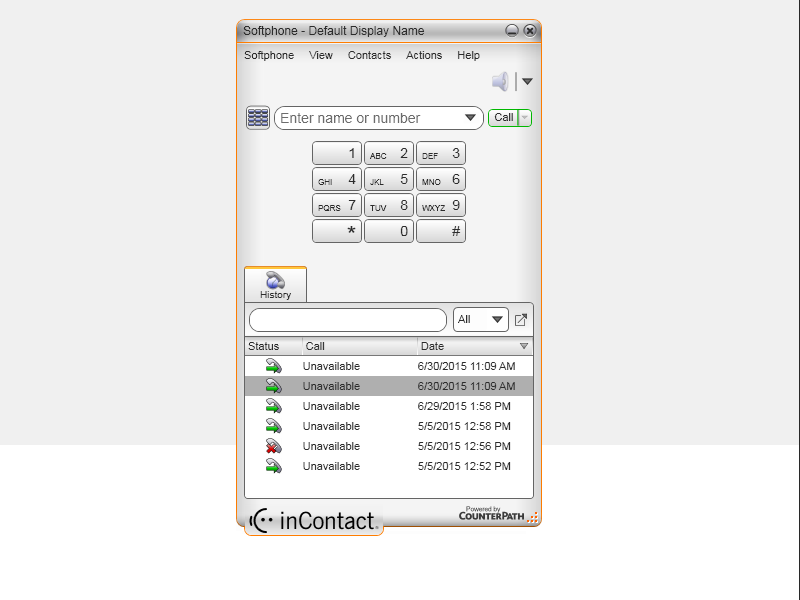 Softphone - Default Display Name
Softphone View Contacts Actions Help
Enter name or number Call
1 ABC 2 DEF 3
GHI 4 JKL 5 MNO 6
PQRS 7 TUV 8 WXYZ 9
* 0 #
History
All
Status Call Date
Unavailable 6/30/2015 11:09 AM
Unavailable 6/30/2015 11:09 AM
Unavailable 6/29/2015 1:58 PM
Unavailable 5/5/2015 12:58 PM
Unavailable 5/5/2015 12:56 PM
Unavailable 5/5/2015 12:52 PM
inContact
Powered by
COUNTERPATH